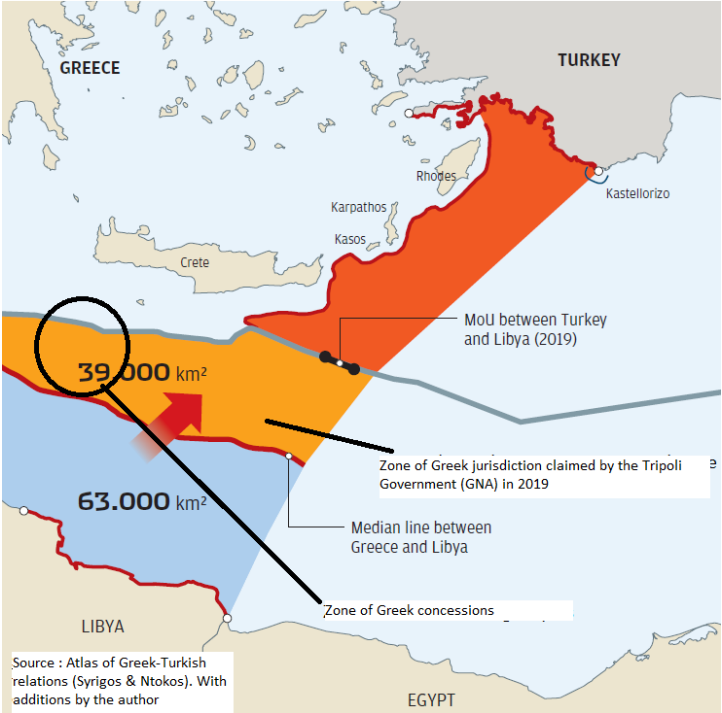 GREECE
TURKEY
Rhodes
Kastellorizo
Karpathos
Kasos
Crete
MoU between Turkey
and Libya (2019)
39.000 km²
Zone of Greek jurisdiction claimed by the Tripoli
Government (GNA) in 2019
e
63.000 km²
Median line between
Greece and Libya
Zone of Greek concessions
LIBYA
Source : Atlas of Greek-Turkish
relations (Syrigos & Ntokos). With
additions by the author
EGYPT